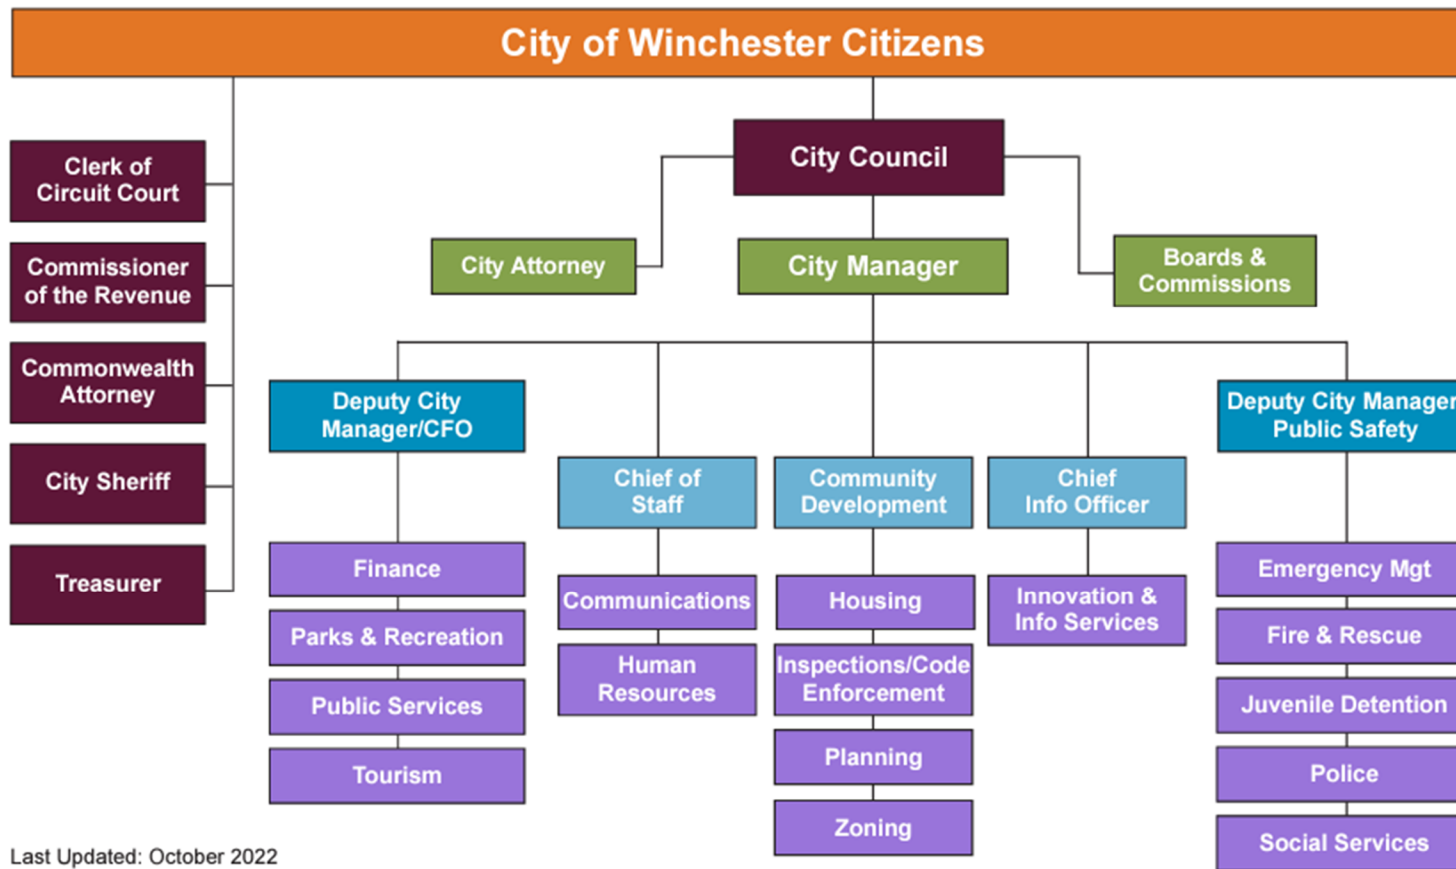 City of Winchester Citizens
City Council
City Attorney
City Manager
Boards &
Commissions
Clerk of
Circuit Court
Commissioner
of the Revenue
Commonwealth
Attorney
City Sheriff
Treasurer
Deputy City
Manager/CFO
Finance
Parks & Recreation
Public Services
Tourism
Chief of
Staff
Communications
Human
Resources
Community
Development
Housing
Inspections/Code
Enforcement
Planning
Zoning
Chief
Info Officer
Innovation &
Info Services
Deputy City Manager
Public Safety
Emergency Mgt
Fire & Rescue
Juvenile Detention
Police
Social Services
Last Updated: October 2022